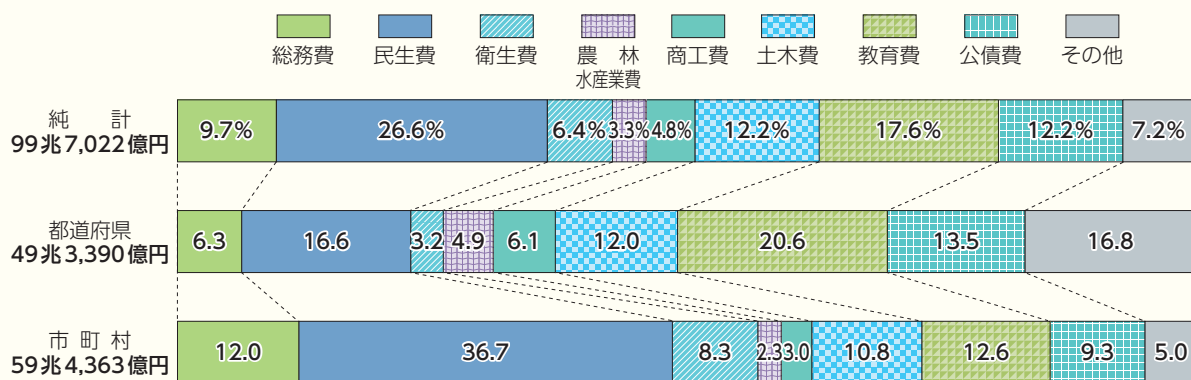 総務費 民生費 衛生費 農林 商工費 土木費 教育費 公債費 その他
水産業費
純計
99兆7,022億円
9.7% 26.6% 6.4% 3.3% 4.8% 12.2% 17.6% 12.2% 7.2%
都道府県
49兆3,390億円
6.3 16.6 3.2 4.9 6.1 12.0 20.6 13.5 16.8
市町村
59兆4,363億円
12.0 36.7 8.3 2.3 3.0 10.8 12.6 9.3 5.0